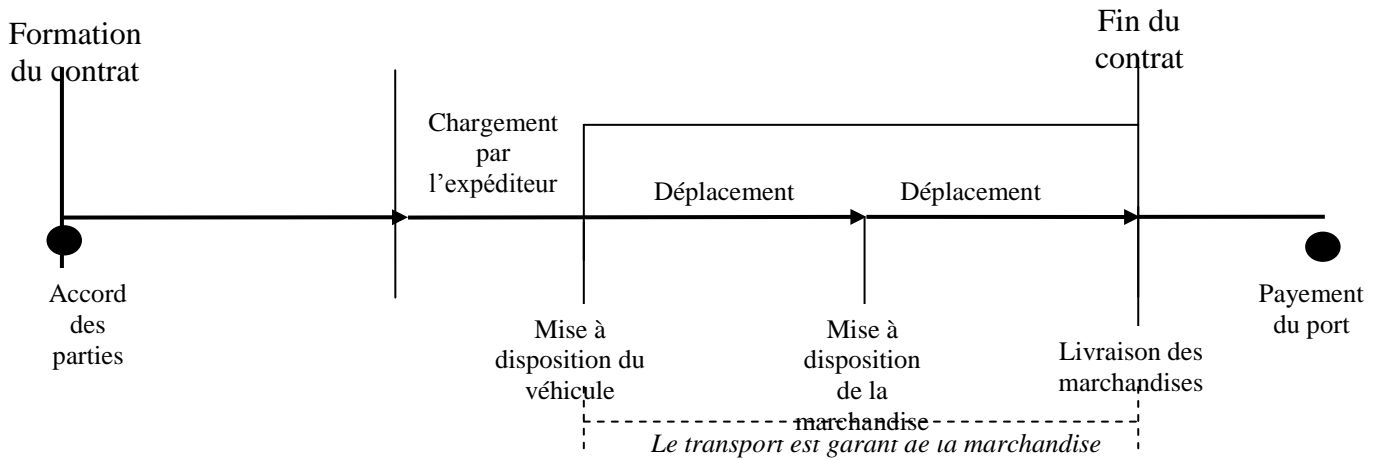 Formation
du contrat
Fin du
contrat
Chargement
par
l’expéditeur
Déplacement
Déplacement
Accord
des
parties
Mise à
disposition du
véhicule
Mise à
disposition
de la
marchandise
Livraison des
marchandises
Payement
du port
Le transport est garant de la marchandise